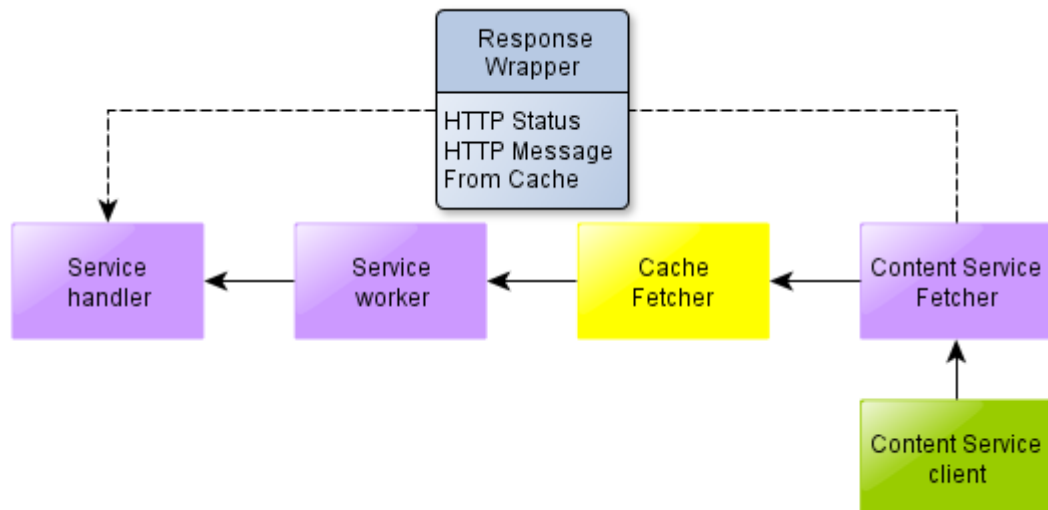 Response
Wrapper
HTTP Status
HTTP Message
From Cache
Service
handler
Service
worker
Cache
Fetcher
Content Service
Fetcher
Content Service
client